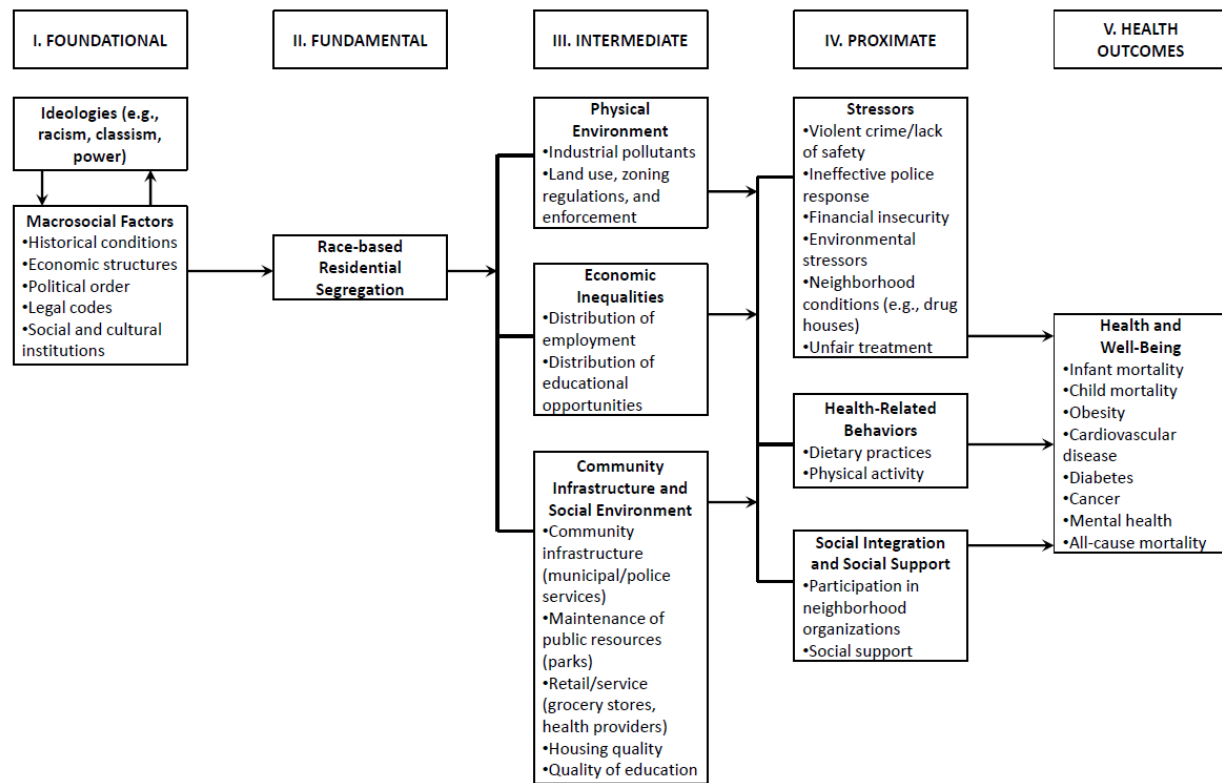 I. FOUNDATIONAL
II. FUNDAMENTAL
III. INTERMEDIATE
IV. PROXIMATE
V. HEALTH
OUTCOMES
Ideologies (e.g.,
racism, classism,
power)
Macrosocial Factors
•Historical conditions
•Economic structures
•Political order
•Legal codes
•Social and cultural
institutions
Race-based
Residential
Segregation
Physical
Environment
•Industrial pollutants
•Land use, zoning
regulations, and
enforcement
Economic
Inequalities
•Distribution of
employment
•Distribution of
educational
opportunities
Community
Infrastructure and
Social Environment
•Community
infrastructure
(municipal/police
services)
•Maintenance of
public resources
(parks)
•Retail/service
(grocery stores,
health providers)
•Housing quality
•Quality of education
Stressors
•Violent crime/lack
of safety
•Ineffective police
response
•Financial insecurity
•Environmental
stressors
•Neighborhood
conditions (e.g., drug
houses)
•Unfair treatment
Health-Related
Behaviors
•Dietary practices
•Physical activity
Social Integration
and Social Support
•Participation in
neighborhood
organizations
•Social support
Health and
Well-Being
•Infant mortality
•Child mortality
•Obesity
•Cardiovascular
disease
•Diabetes
•Cancer
•Mental health
•All-cause mortality